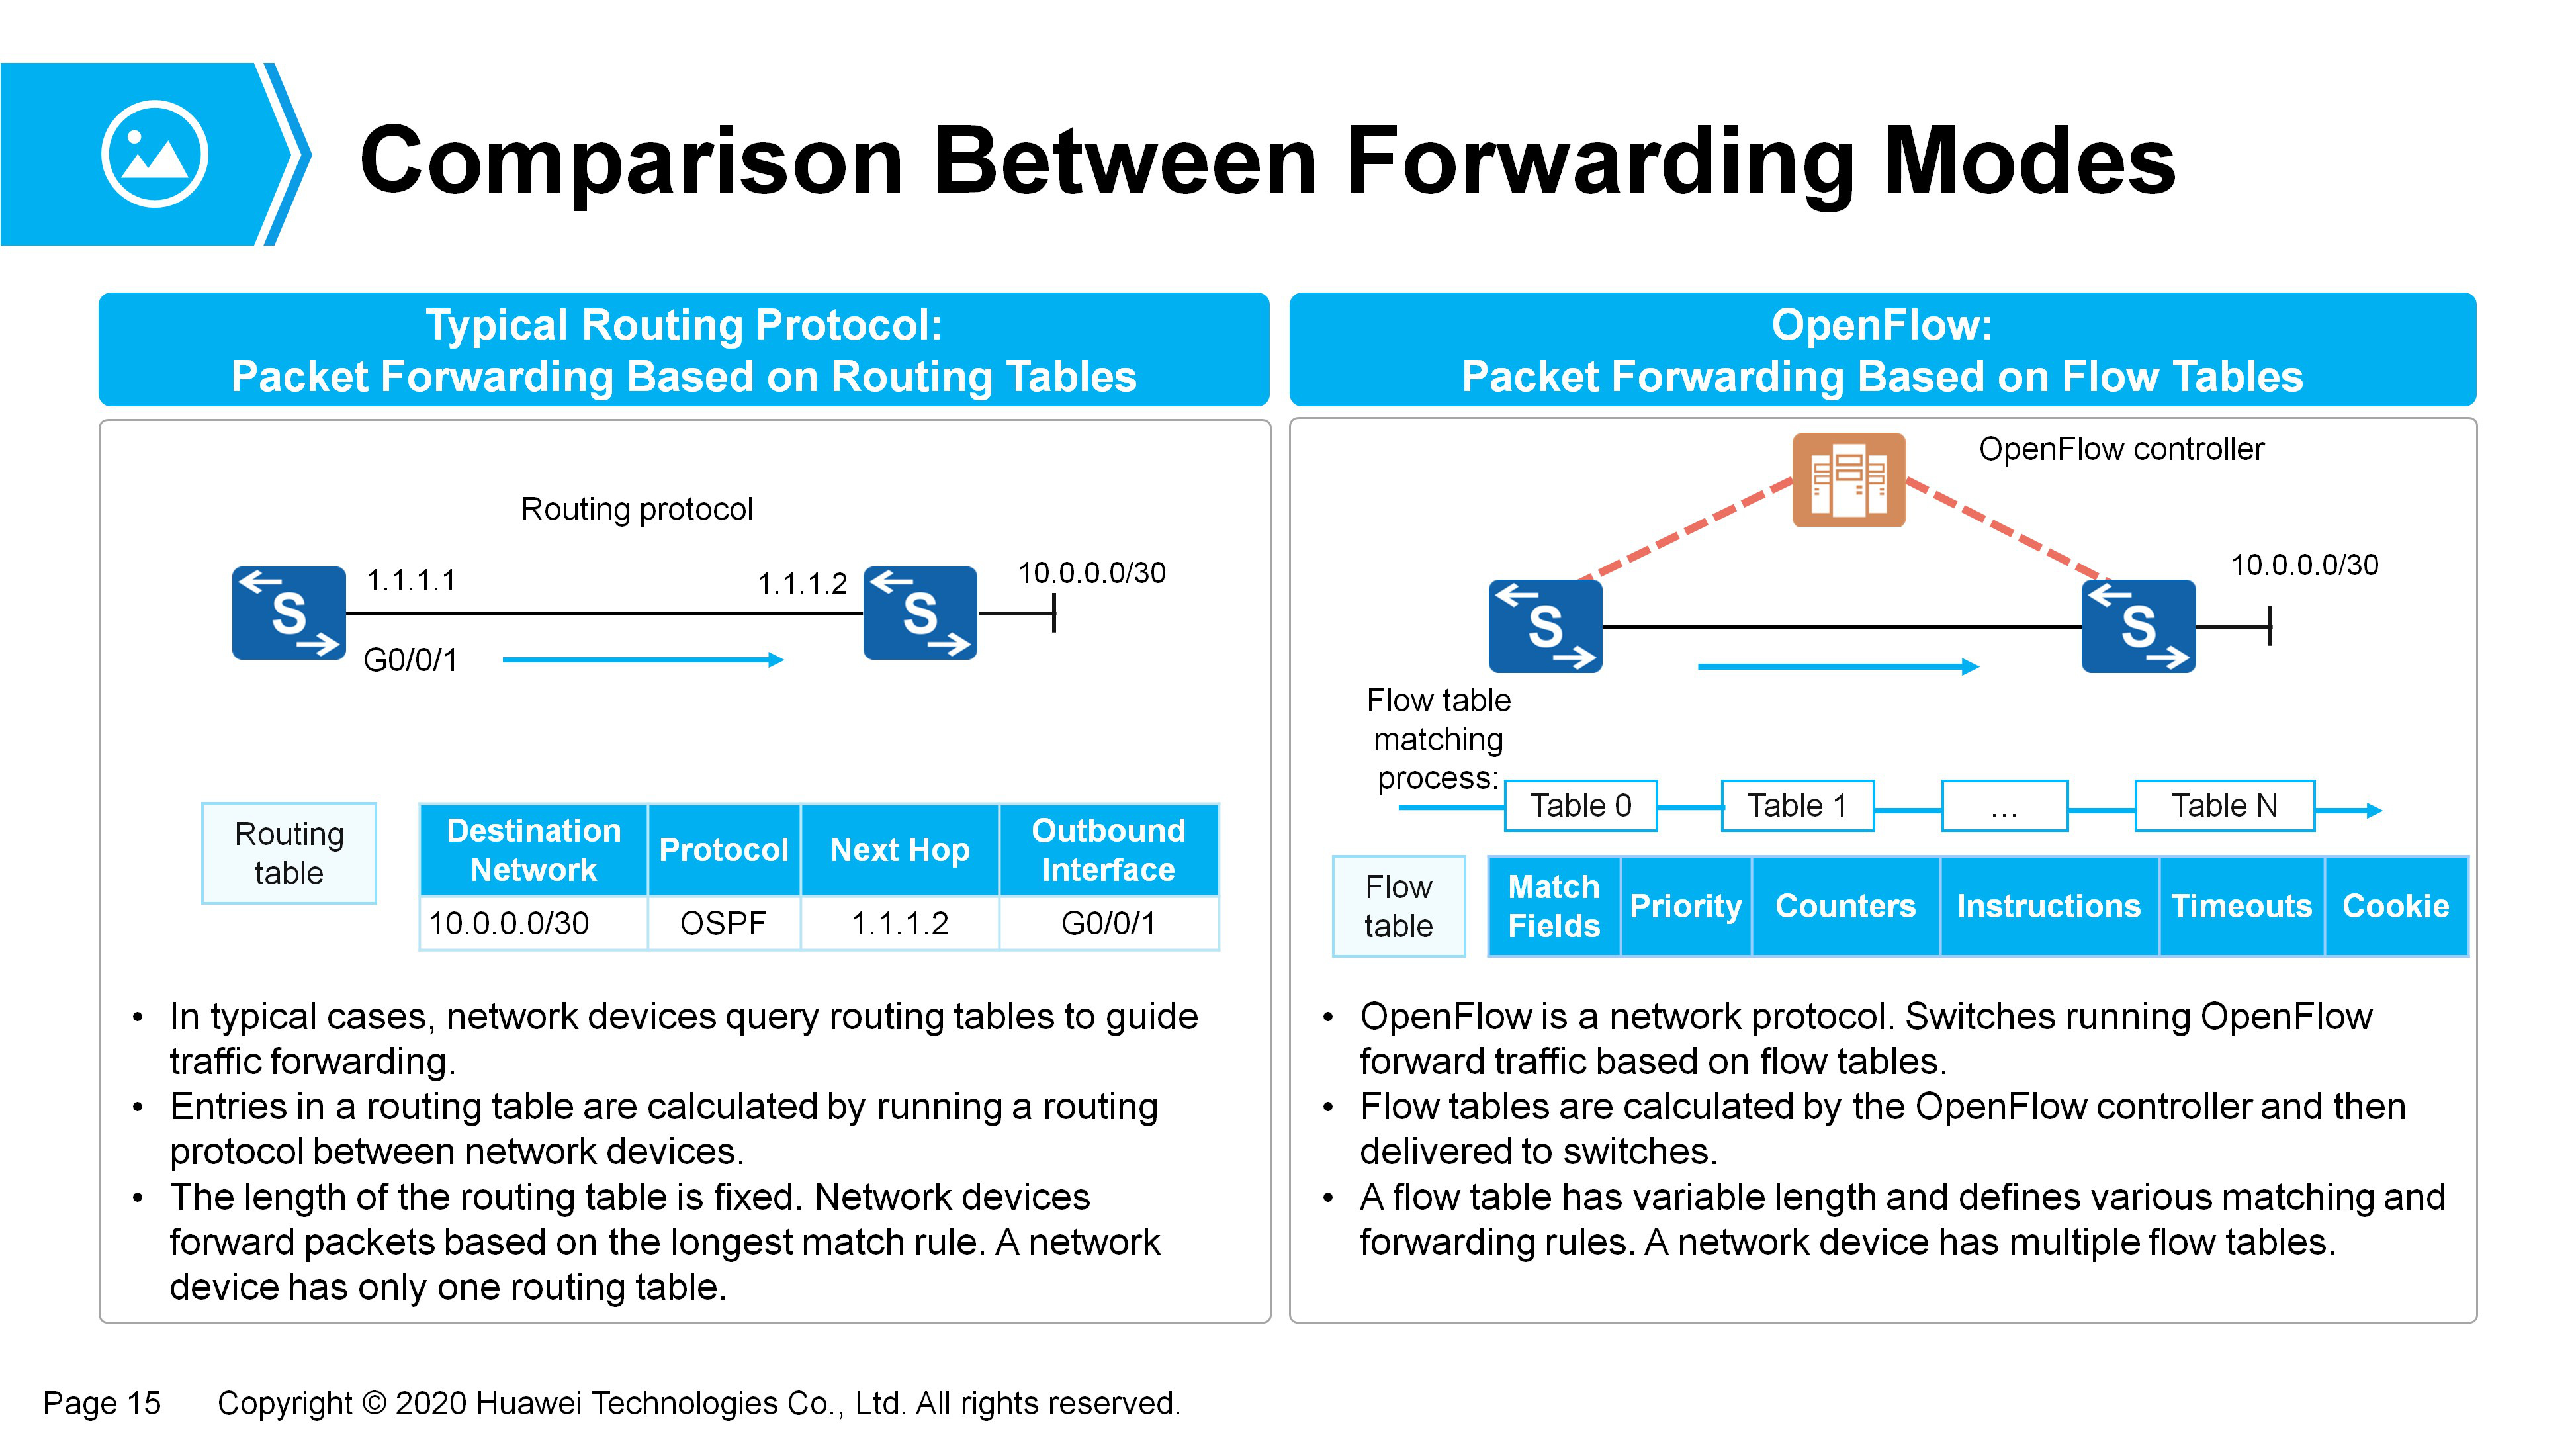 Comparison Between Forwarding Modes
Typical Routing Protocol:
Packet Forwarding Based on Routing Tables
Routing protocol
1.1.1.1
1.1.1.2
10.0.0.0/30
S
S
G0/0/1
Routing
table
Destination Network
Protocol
Next Hop
Outbound Interface
10.0.0.0/30
OSPF
1.1.1.2
G0/0/1
• In typical cases, network devices query routing tables to guide
traffic forwarding.
• Entries in a routing table are calculated by running a routing
protocol between network devices.
• The length of the routing table is fixed. Network devices
forward packets based on the longest match rule. A network
device has only one routing table.
OpenFlow:
Packet Forwarding Based on Flow Tables
OpenFlow controller
10.0.0.0/30
S
S
Flow table
matching
process:
Table 0
Table 1
...
Table N
Flow
table
Match Fields
Priority
Counters
Instructions
Timeouts
Cookie
• OpenFlow is a network protocol. Switches running OpenFlow
forward traffic based on flow tables.
• Flow tables are calculated by the OpenFlow controller and then
delivered to switches.
• A flow table has variable length and defines various matching and
forwarding rules. A network device has multiple flow tables.
Page 15 Copyright © 2020 Huawei Technologies Co., Ltd. All rights reserved.